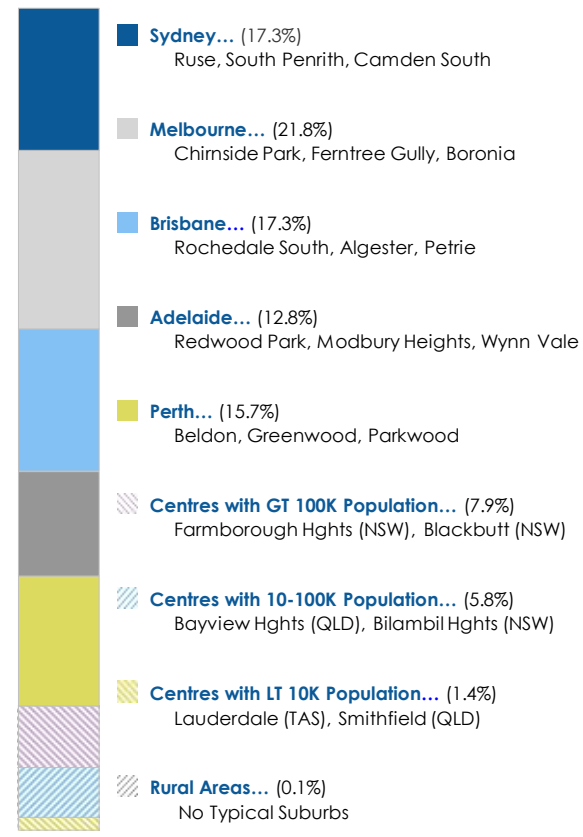 Sydney… (17.3%)
Ruse, South Penrith, Camden South
Melbourne… (21.8%)
Chirnside Park, Ferntree Gully, Boronia
Brisbane… (17.3%)
Rochedale South, Algester, Petrie
Adelaide… (12.8%)
Redwood Park, Modbury Heights, Wynn Vale
Perth… (15.7%)
Beldon, Greenwood, Parkwood
Centres with GT 100K Population… (7.9%)
Farmborough Hghts (NSW), Blackbutt (NSW)
Centres with 10-100K Population… (5.8%)
Bayview Hghts (QLD), Bilambil Hghts (NSW)
Centres with LT 10K Population… (1.4%)
Lauderdale (TAS), Smithfield (QLD)
Rural Areas… (0.1%)
No Typical Suburbs